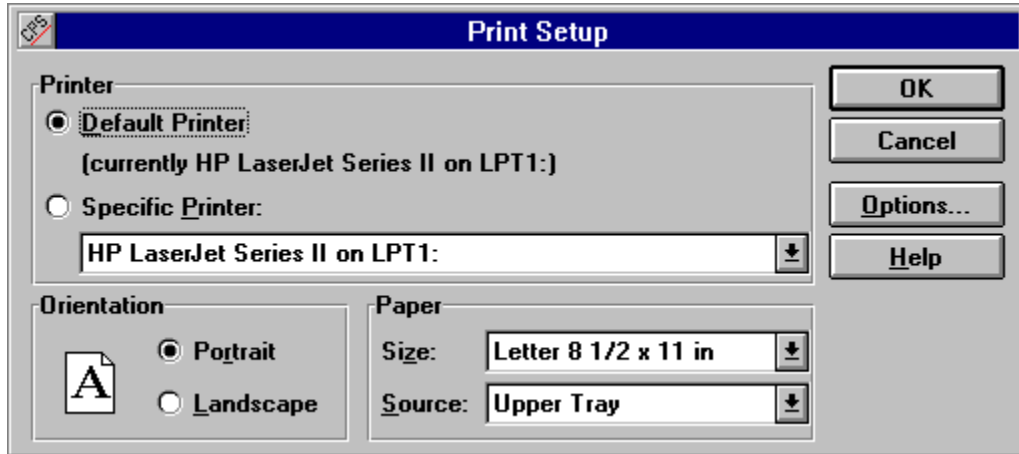 CPS
Print Setup
Printer
Default Printer
(currently HP LaserJet Series II on LPT1:)
Specific Printer:
HP LaserJet Series II on LPT1:
OK
Cancel
Options...
Help
Orientation
A
Portrait
Landscape
Paper
Size: Letter 8 1/2 x 11 in
Source: Upper Tray